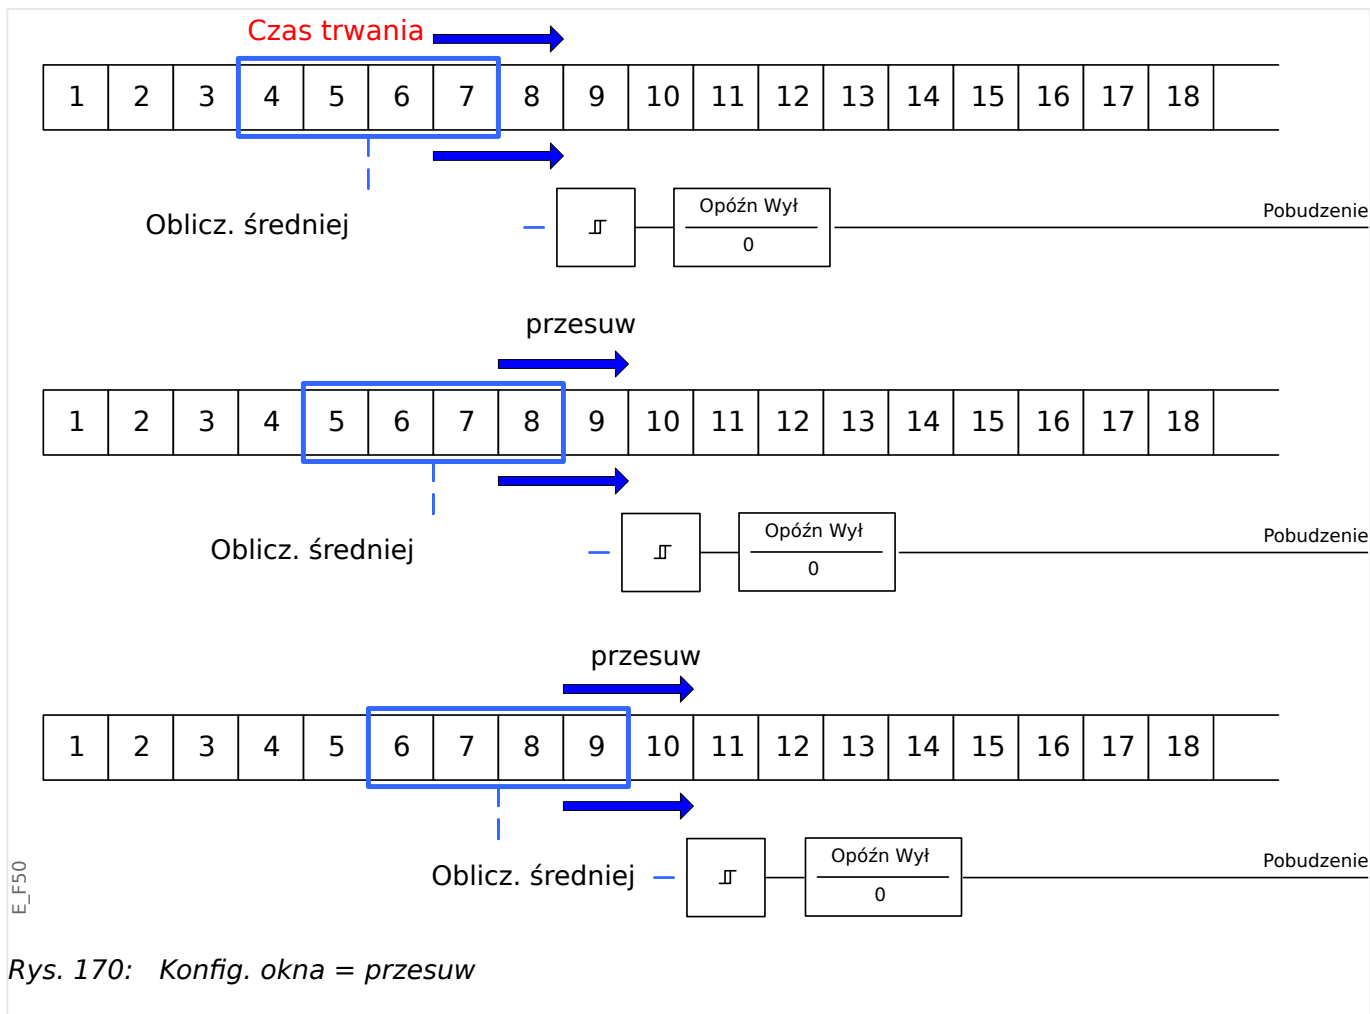 Czas trwania
1 2 3 4 5 6 7 8 9 10 11 12 13 14 15 16 17 18
Oblicz. średniej
Opóźn Wył
0
Pobudzenie
przesuw
1 2 3 4 5 6 7 8 9 10 11 12 13 14 15 16 17 18
Oblicz. średniej
Opóźn Wył
0
Pobudzenie
przesuw
1 2 3 4 5 6 7 8 9 10 11 12 13 14 15 16 17 18
Oblicz. średniej
Opóźn Wył
0
Pobudzenie
E_F50
Rys. 170: Konfig. okna = przesuw